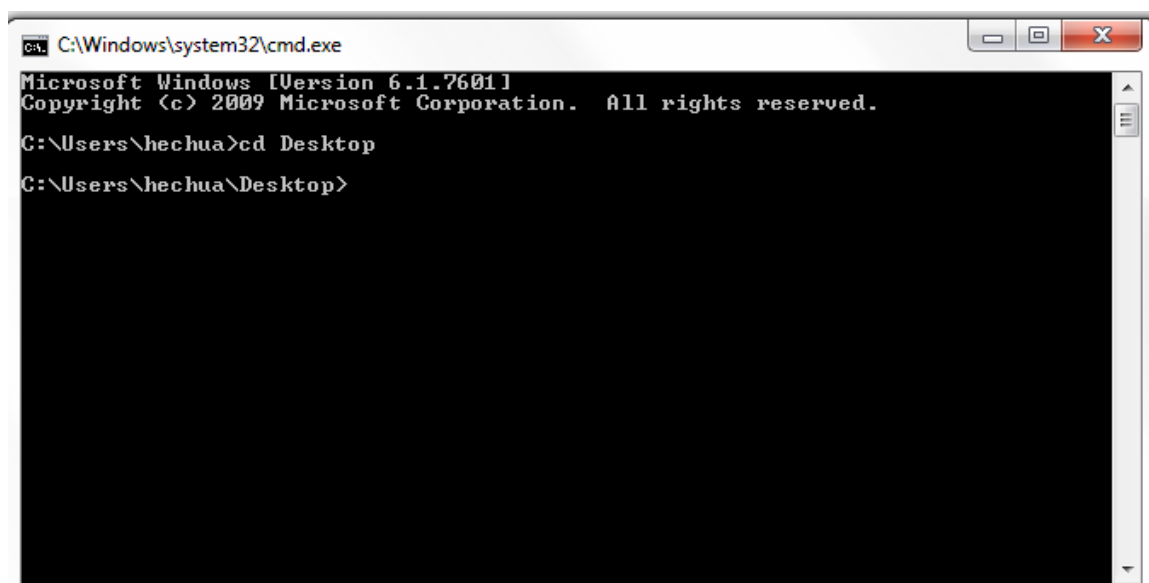 C:\Windows\system32\cmd.exe
Microsoft Windows [Version 6.1.7601]
Copyright (c) 2009 Microsoft Corporation.  All rights reserved.
C:\Users\hechua>cd Desktop
C:\Users\hechua\Desktop>